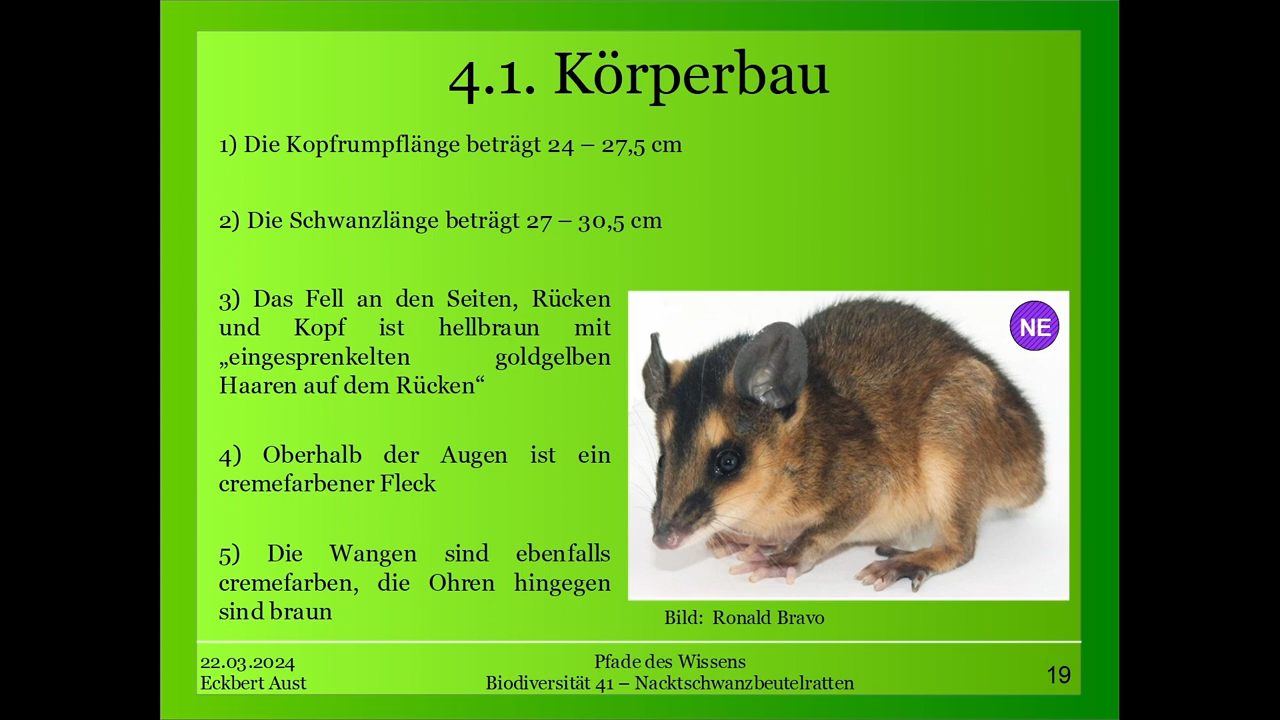 4.1. Körperbau
1) Die Kopfrumpflänge beträgt 24 – 27,5 cm
2) Die Schwanzlänge beträgt 27 – 30,5 cm
3) Das Fell an den Seiten, Rücken
und Kopf ist hellbraun mit
„eingesprenkelten goldgelben
Haaren auf dem Rücken“
4) Oberhalb der Augen ist ein
cremefarbener Fleck
5) Die Wangen sind ebenfalls
cremefarben, die Ohren hingegen
sind braun
NE
Bild: Ronald Bravo
22.03.2024
Eckbert Aust
Pfade des Wissens
Biodiversität 41 – Nacktschwanzbeutelratten
19